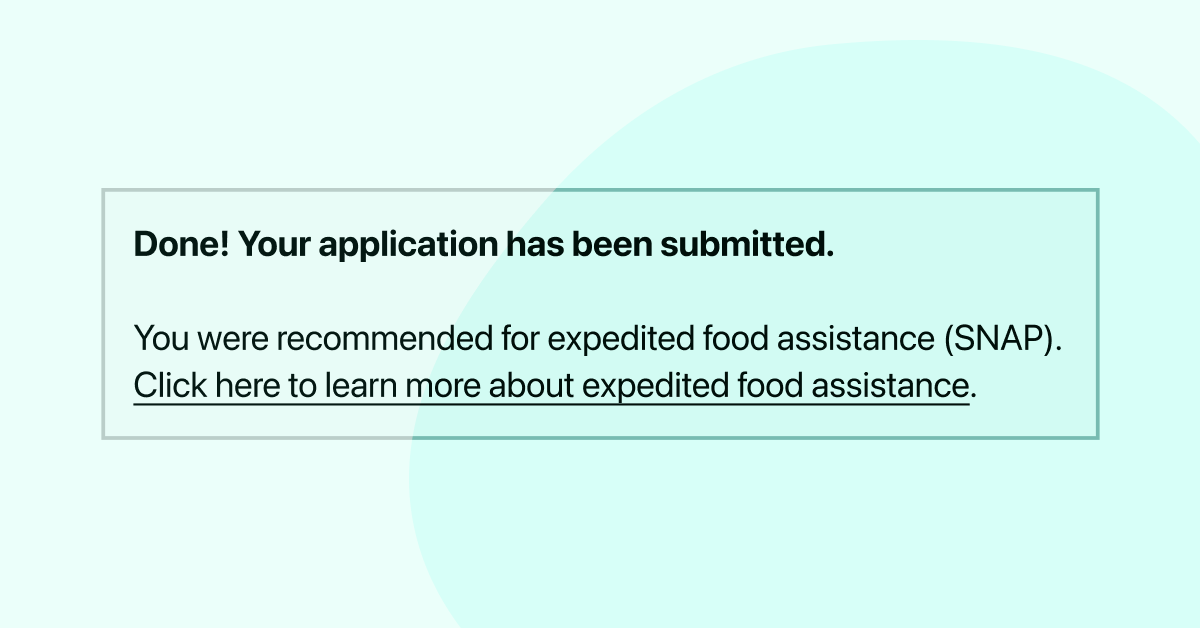 Done! Your application has been submitted.
You were recommended for expedited food assistance (SNAP).
Click here to learn more about expedited food assistance.